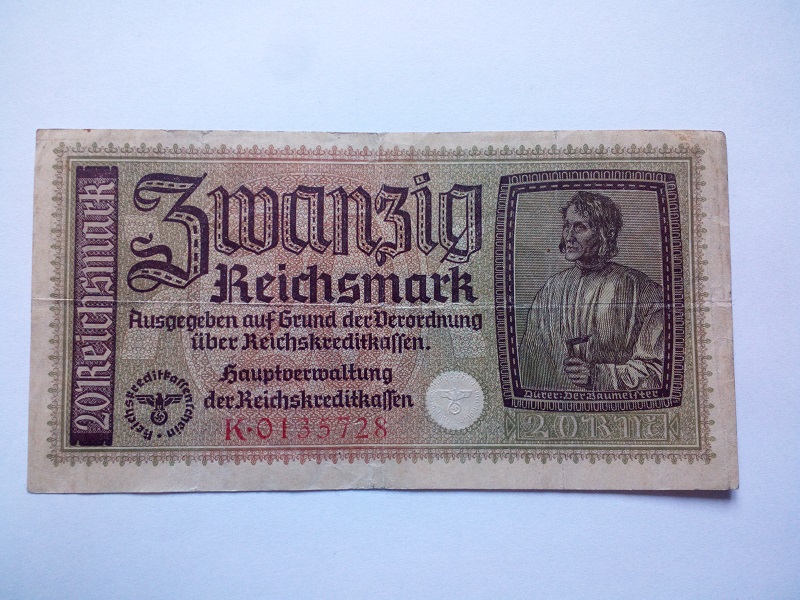 20 Reichsmark
Zwanzig
Reichsmark
Ausgegeben auf Grund der Verordnung
über Reichskreditkassen.
Hauptverwaltung
der Reichskreditkassen
Reichskreditkassenschein
K·0135728
Dürer: Der Baumeister
20 RM